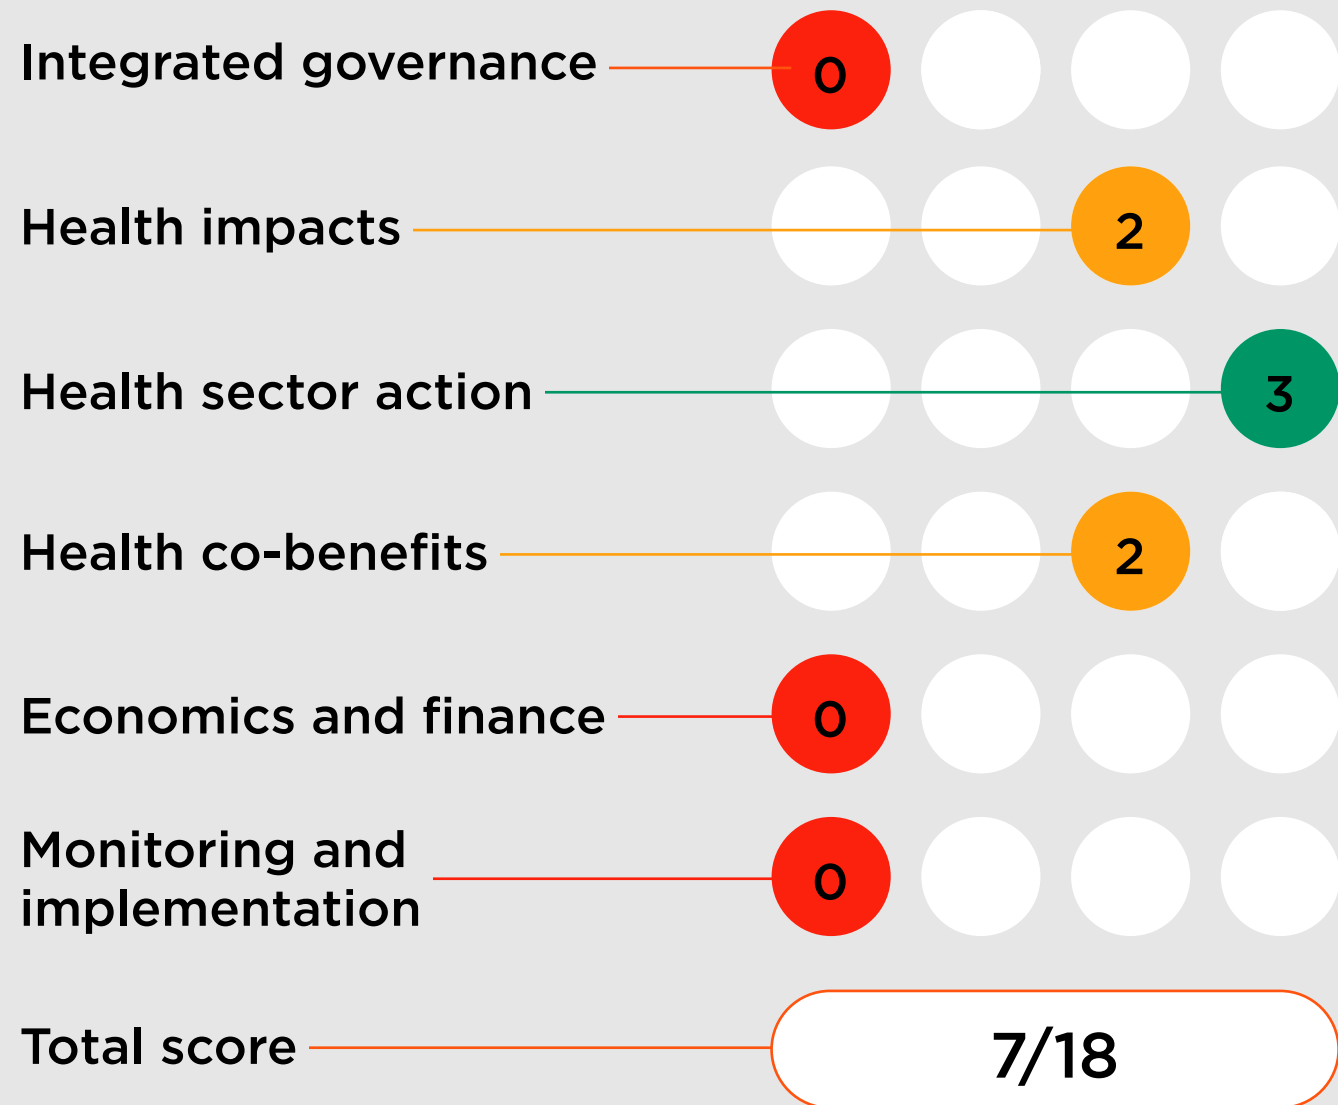 Integrated governance 0
Health impacts 2
Health sector action 3
Health co-benefits 2
Economics and finance 0
Monitoring and
implementation 0
Total score 7/18